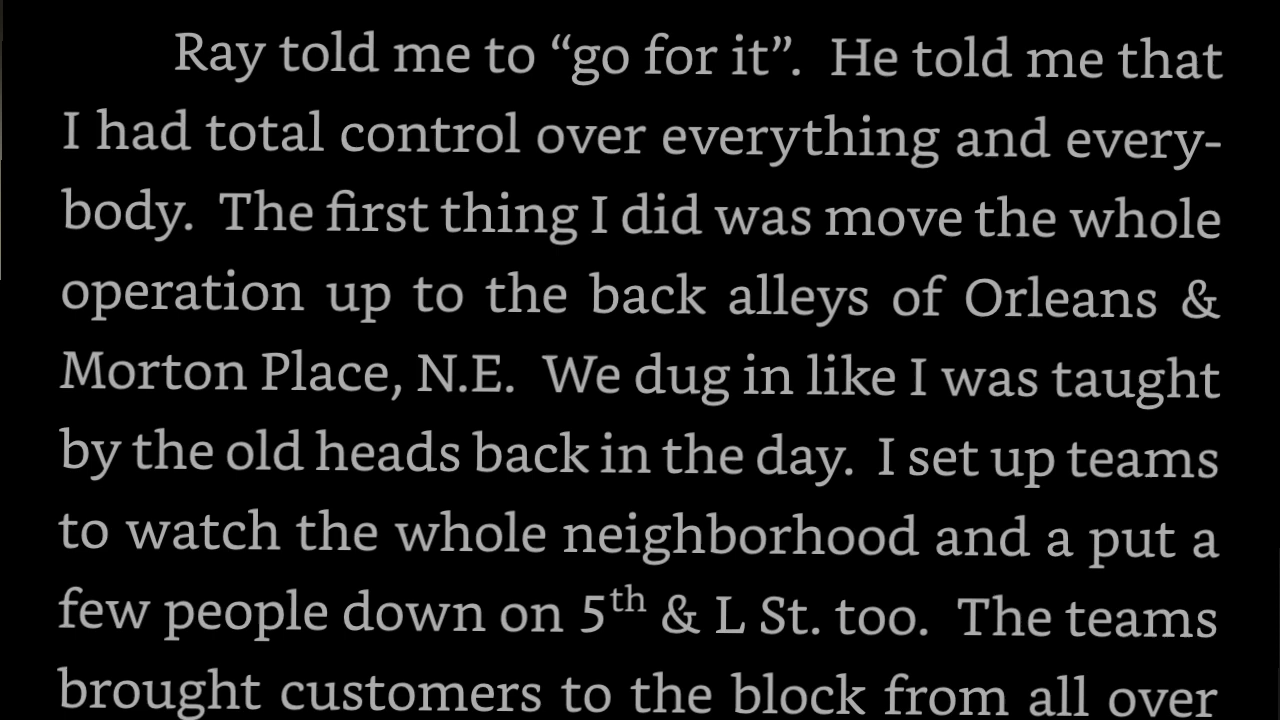 Ray told me to “go for it”.  He told me that
I had total control over everything and every-
body.  The first thing I did was move the whole
operation up to the back alleys of Orleans &
Morton Place, N.E.  We dug in like I was taught
by the old heads back in the day.  I set up teams
to watch the whole neighborhood and a put a
few people down on 5th & L St. too.  The teams
brought customers to the block from all over